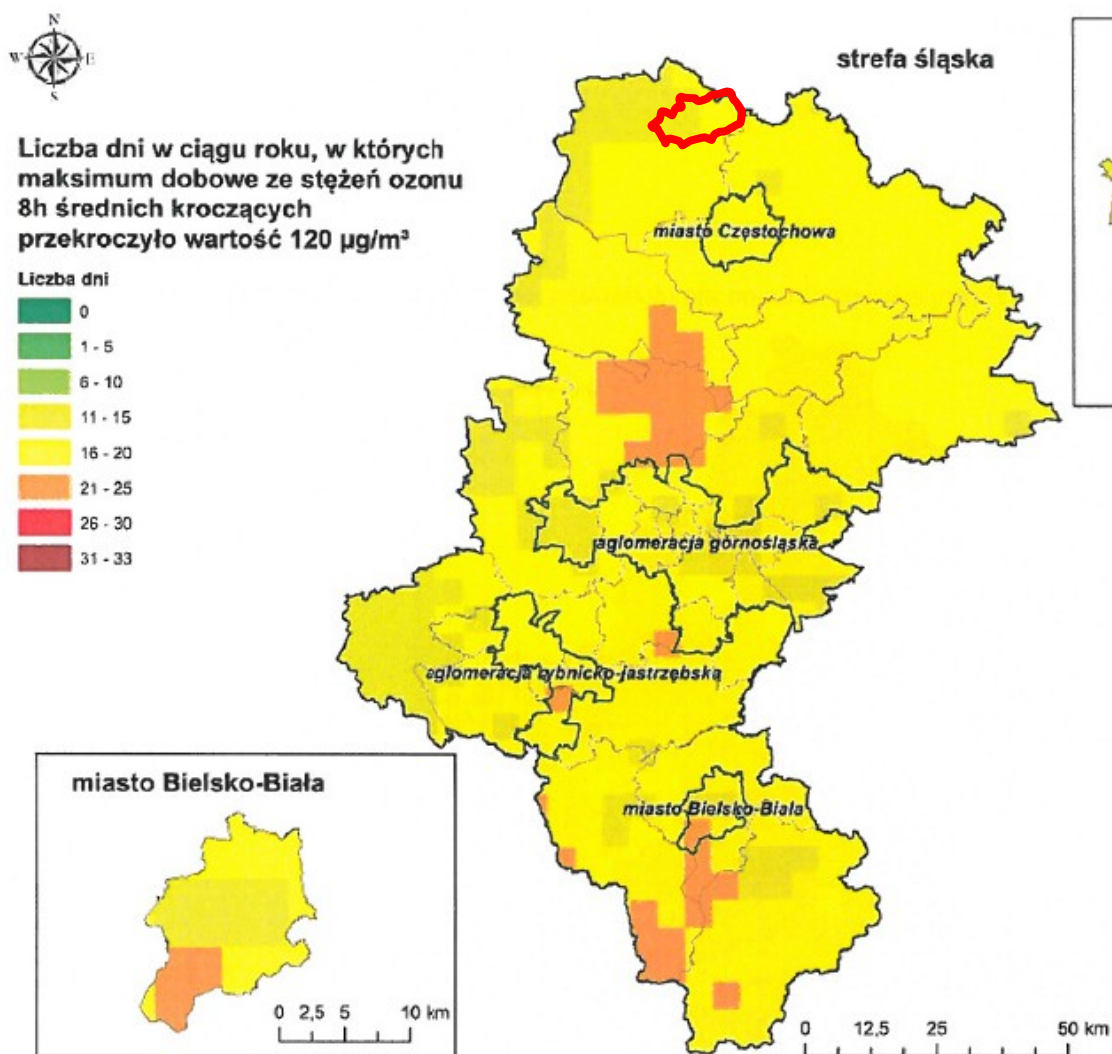 N
W E
S
strefa śląska
Liczba dni w ciągu roku, w których
maksimum dobowe ze stężeń ozonu
8h średnich kroczących
przekroczyło wartość 120 µg/m³
Liczba dni
0
1 - 5
6 - 10
11 - 15
16 - 20
21 - 25
26 - 30
31 - 33
miasto Częstochowa
aglomeracja górnośląska
aglomeracja rybnicko-jastrzębska
miasto Bielsko-Biała
miasto Bielsko-Biała
0 2,5 5 10 km
0 12,5 25 50 km